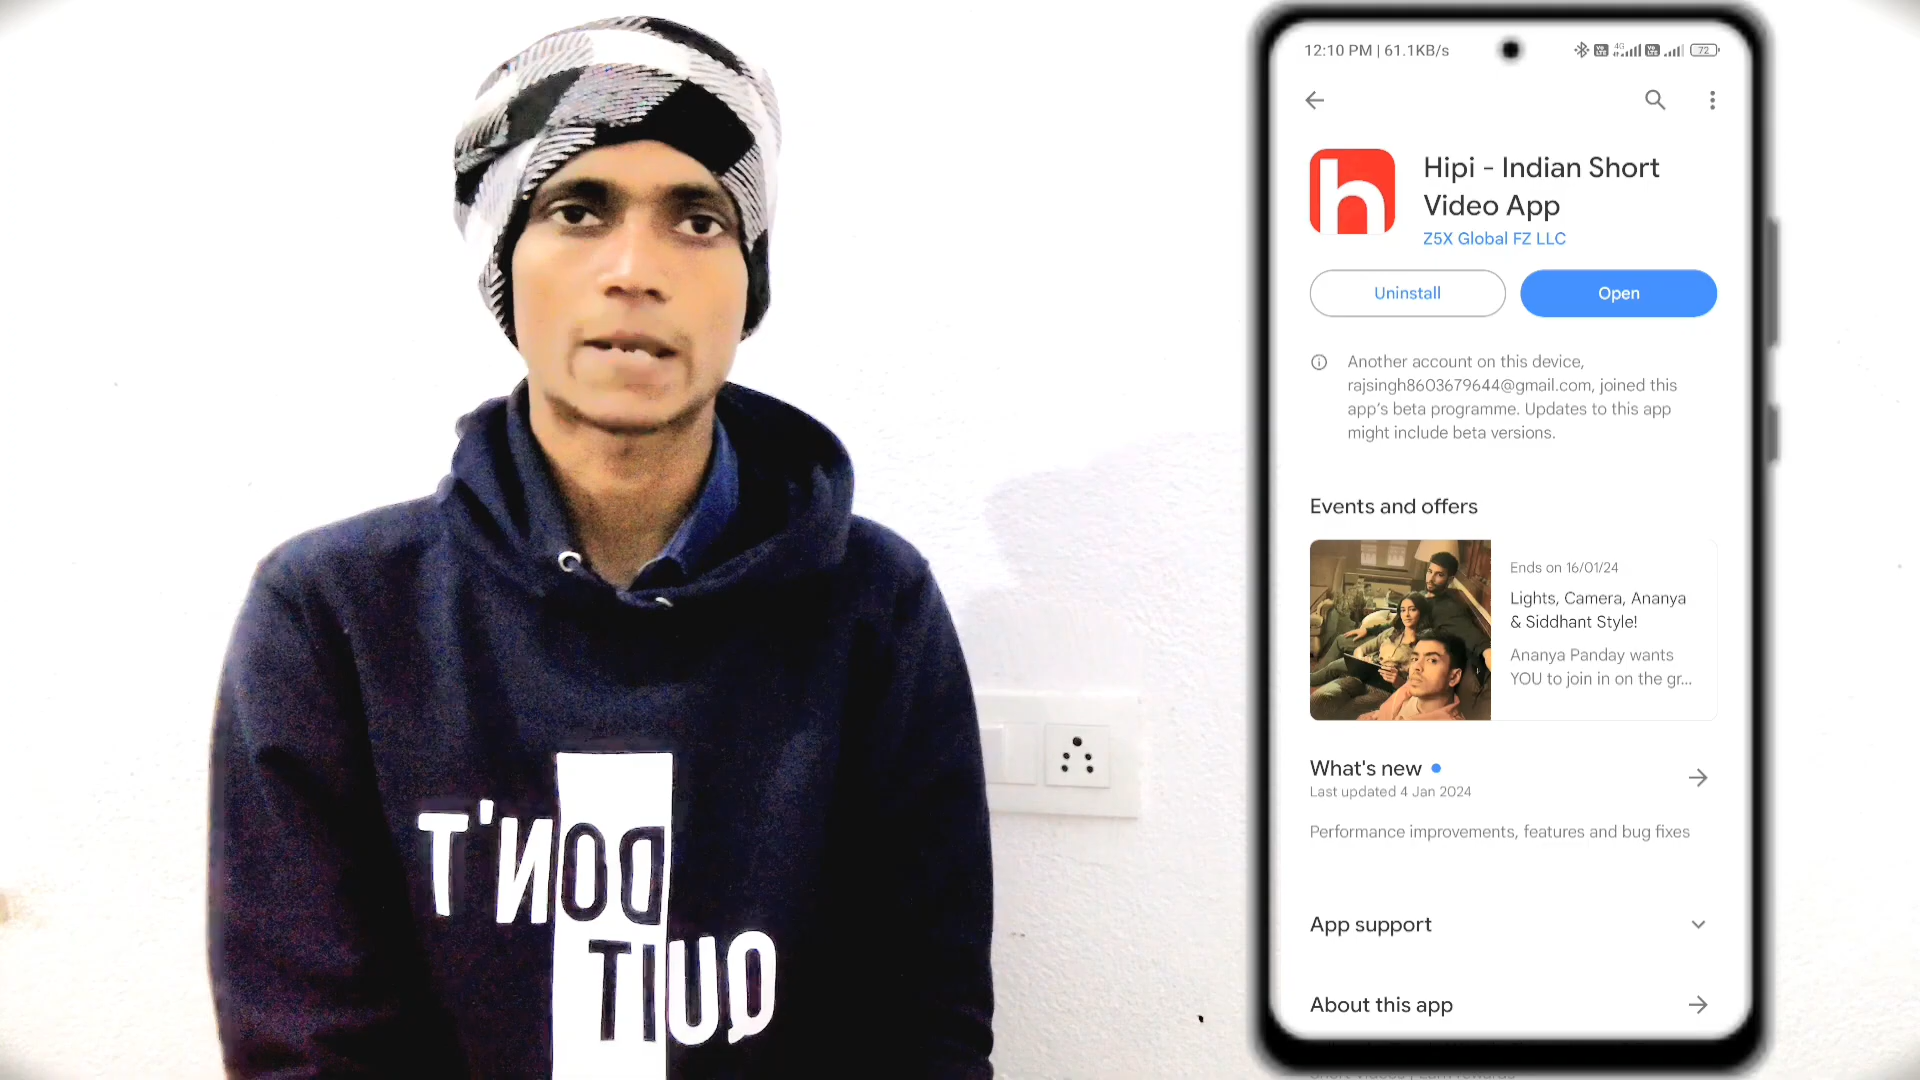 DON'T
QUIT
12:10 PM | 61.1KB/s
4G
72
h
Hipi - Indian Short
Video App
Z5X Global FZ LLC
Uninstall
Open
Another account on this device,
rajsingh8603679644@gmail.com, joined this
app's beta programme. Updates to this app
might include beta versions.
Events and offers
Ends on 16/01/24
Lights, Camera, Ananya
& Siddhant Style!
Ananya Panday wants
YOU to join in on the gr...
What's new
Last updated 4 Jan 2024
Performance improvements, features and bug fixes
App support
About this app